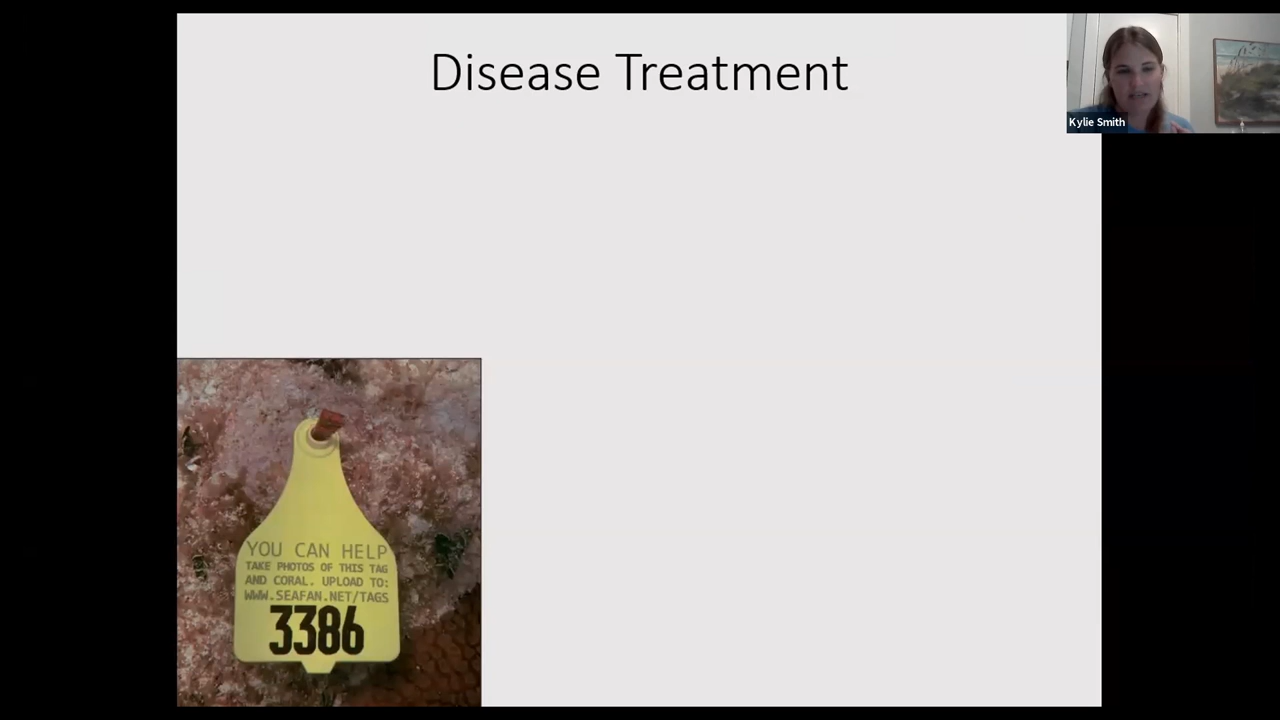 Disease Treatment
Kylie Smith
YOU CAN HELP
TAKE PHOTOS OF THIS TAG
AND CORAL. UPLOAD TO:
WWW.SEAFAN.NET/TAGS
3386